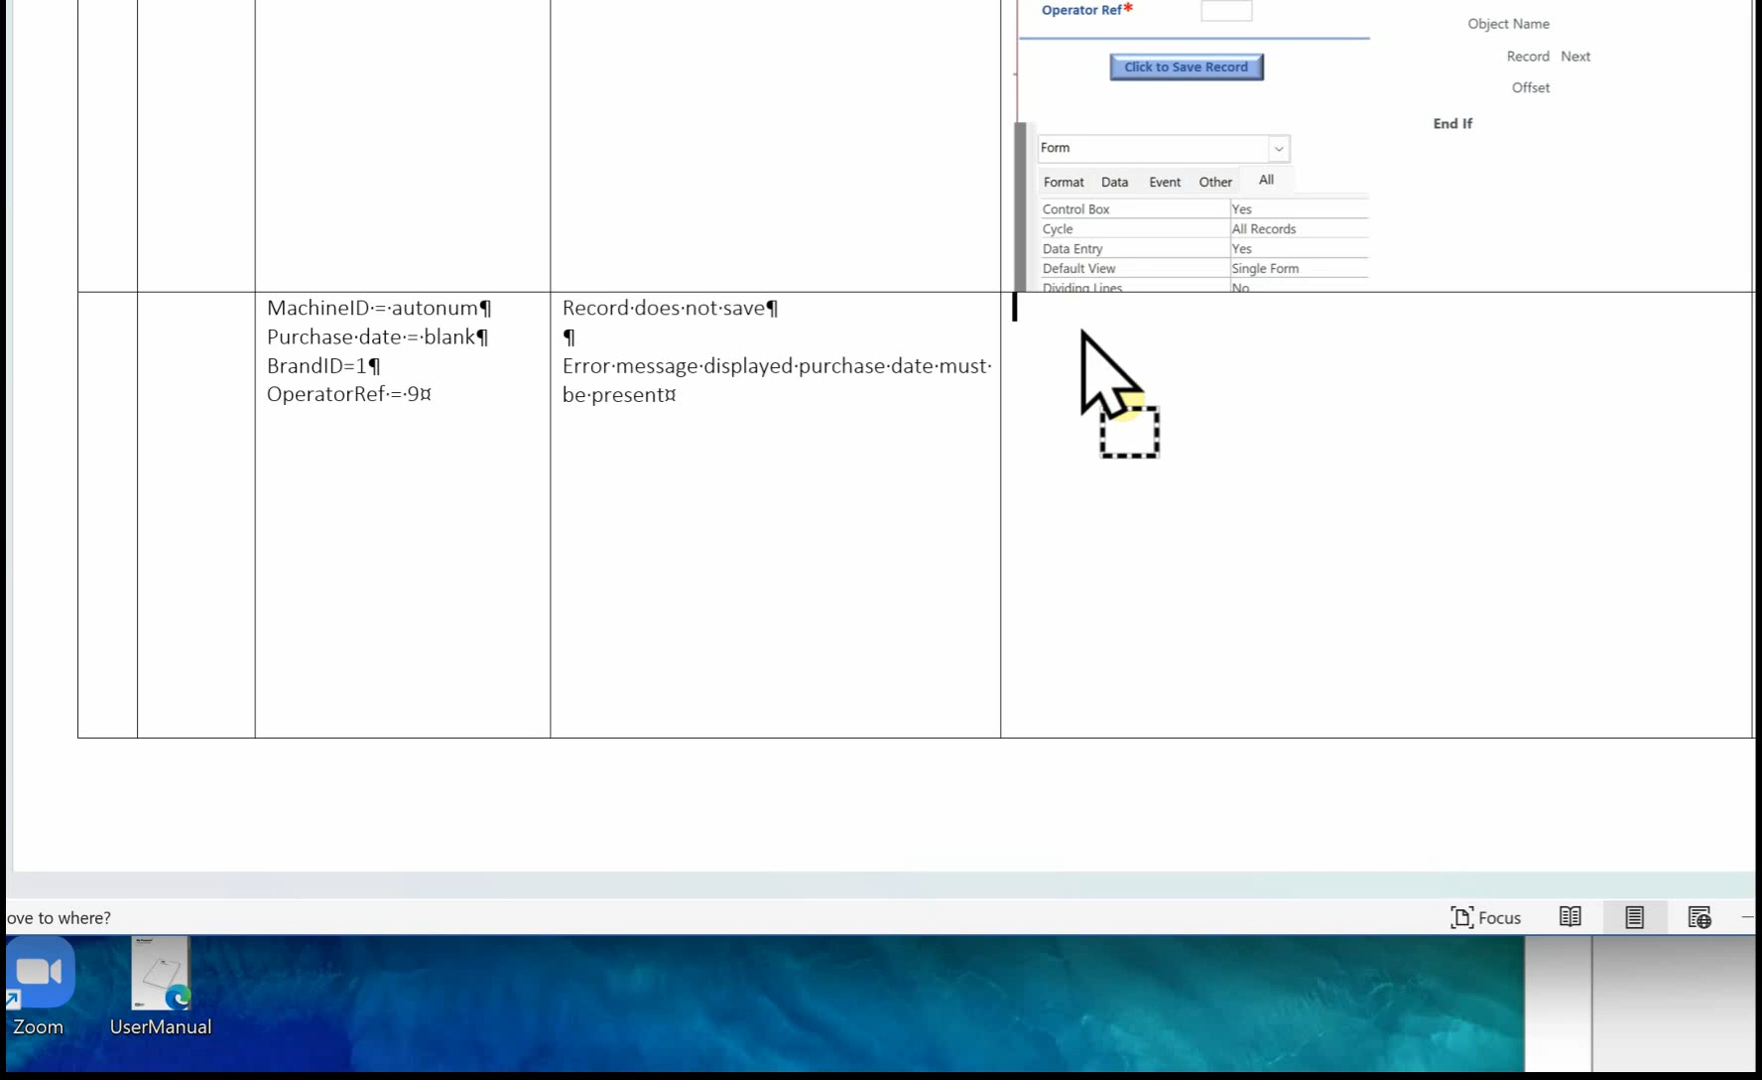 Operator Ref*
Object Name
Record Next
Click to Save Record
Offset
End If
Form
Format Data Event Other All
Control Box Yes
Cycle All Records
Data Entry Yes
Default View Single Form
Dividing Lines No
MachineID·=·autonum¶
Purchase·date·=·blank¶
BrandID=1¶
OperatorRef·=·9¤
Record·does·not·save¶
¶
Error·message·displayed·purchase·date·must·
be·present¤
ove to where?
Focus
Zoom
UserManual